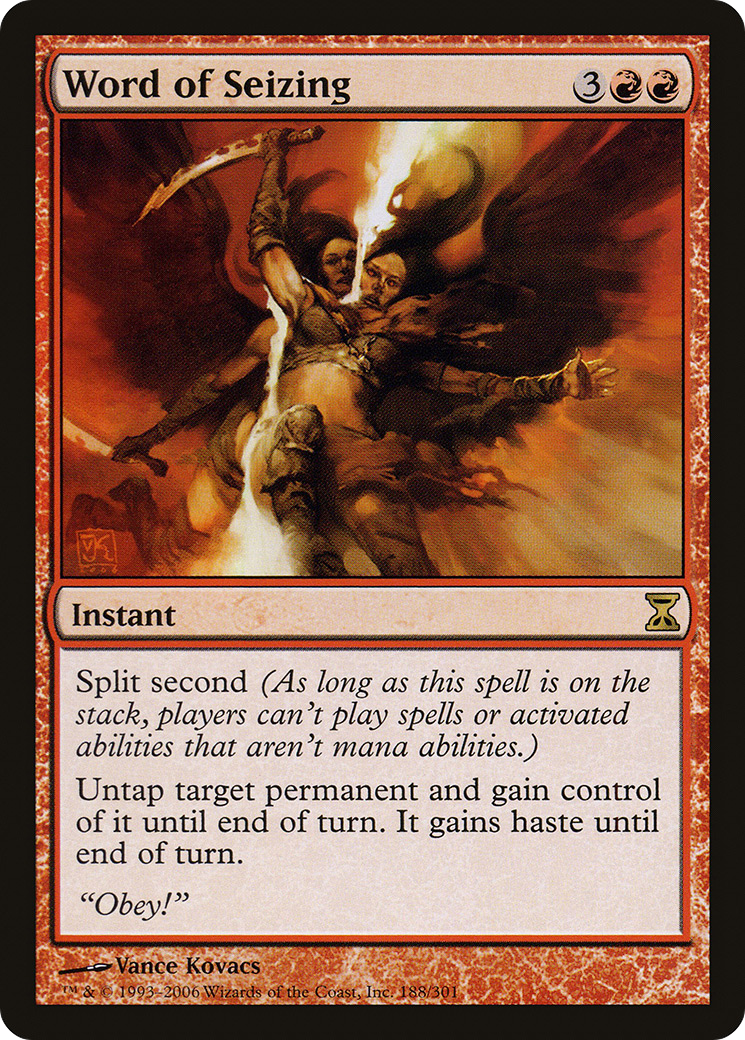 Word of Seizing 3
Instant
Split second (As long as this spell is on the
stack, players can't play spells or activated
abilities that aren't mana abilities.)
Untap target permanent and gain control
of it until end of turn. It gains haste until
end of turn.
“Obey!”
Vance Kovacs
™ & © 1993–2006 Wizards of the Coast, Inc. 188/301